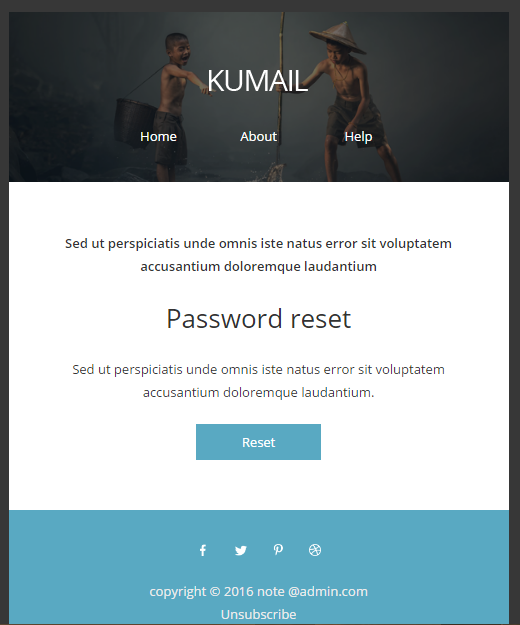 KUMAIL
Home About Help
Sed ut perspiciatis unde omnis iste natus error sit voluptatem
accusantium doloremque laudantium
Password reset
Sed ut perspiciatis unde omnis iste natus error sit voluptatem
accusantium doloremque laudantium.
Reset
copyright © 2016 note @admin.com
Unsubscribe